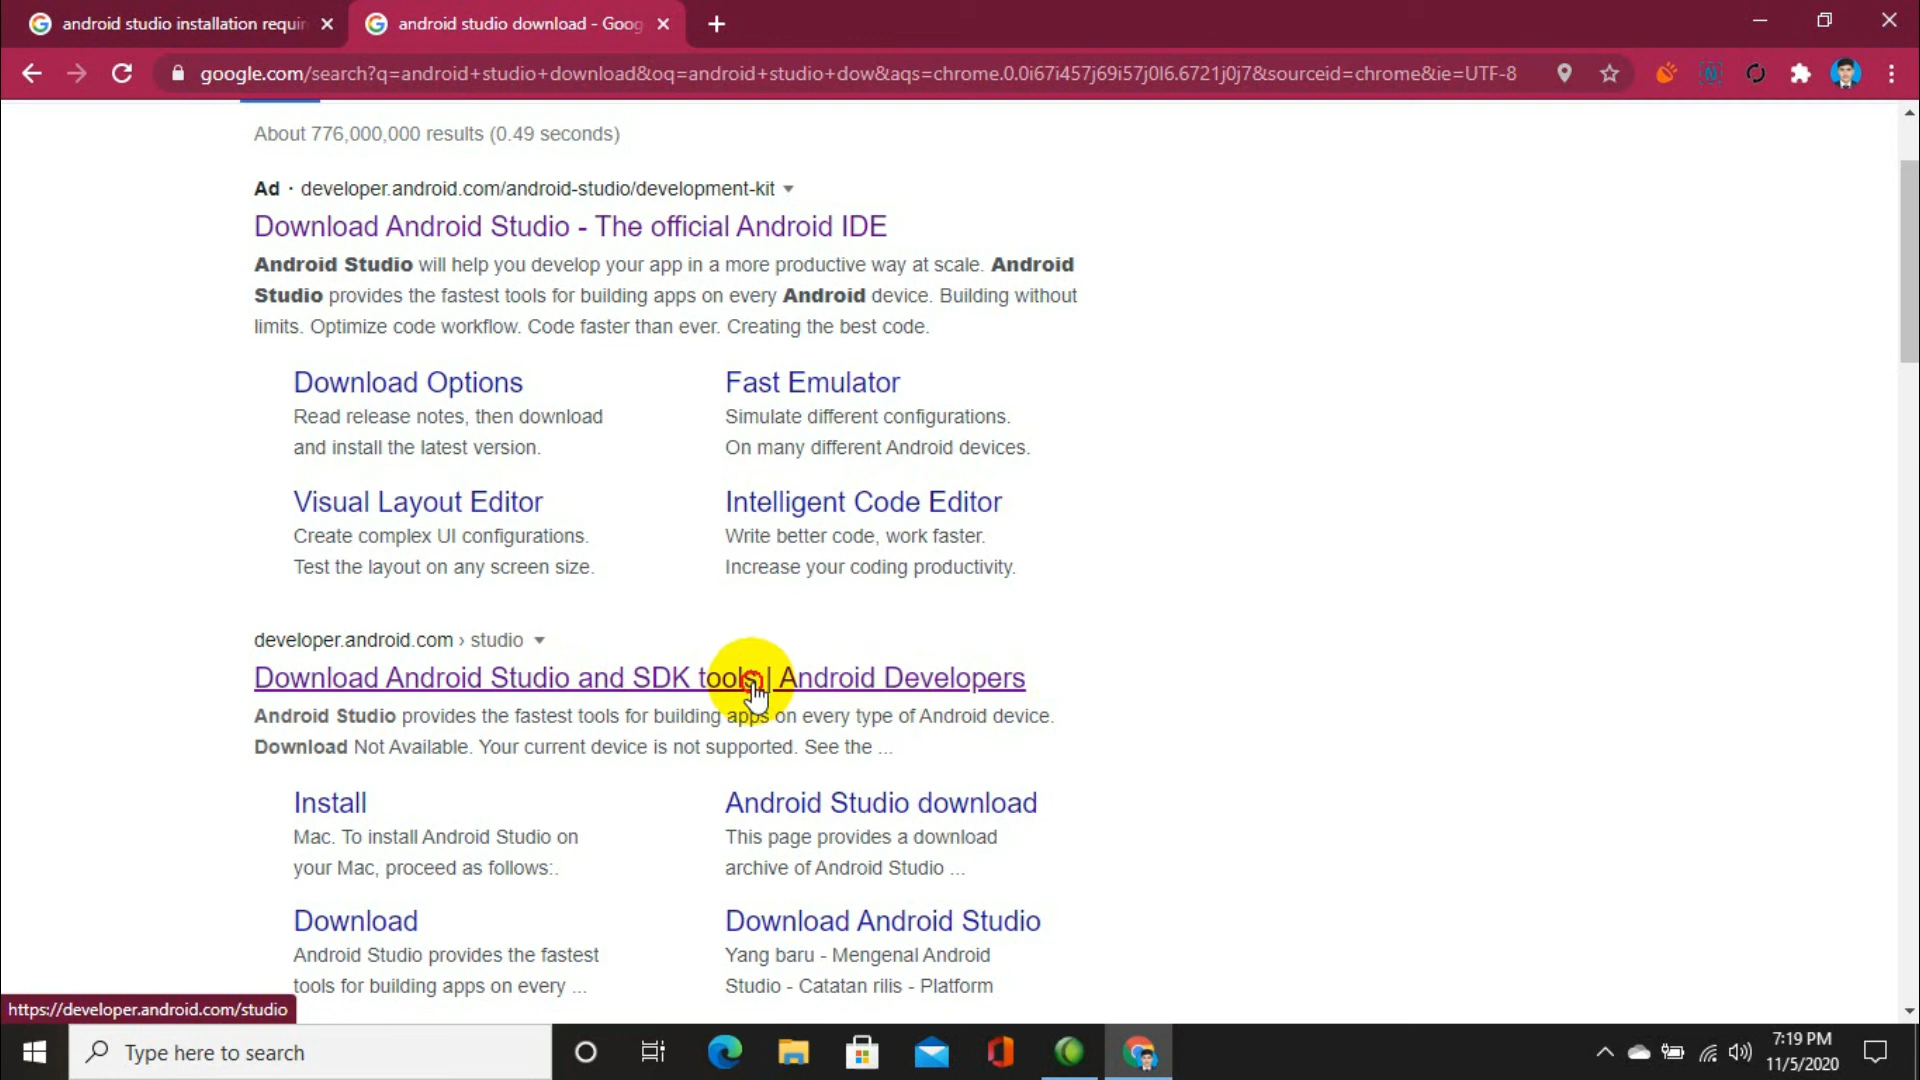 android studio installation requir
android studio download - Goog
google.com/search?q=android+studio+download&oq=android+studio+dow&aqs=chrome.0.0i67i457j69i57j0l6.6721j0j7&sourceid=chrome&ie=UTF-8
About 776,000,000 results (0.49 seconds)
Ad · developer.android.com/android-studio/development-kit
Download Android Studio - The official Android IDE
Android Studio will help you develop your app in a more productive way at scale. Android
Studio provides the fastest tools for building apps on every Android device. Building without
limits. Optimize code workflow. Code faster than ever. Creating the best code.
Download Options
Read release notes, then download
and install the latest version.
Fast Emulator
Simulate different configurations.
On many different Android devices.
Visual Layout Editor
Create complex UI configurations.
Test the layout on any screen size.
Intelligent Code Editor
Write better code, work faster.
Increase your coding productivity.
developer.android.com › studio
Download Android Studio and SDK tools | Android Developers
Android Studio provides the fastest tools for building apps on every type of Android device.
Download Not Available. Your current device is not supported. See the ...
Install
Mac. To install Android Studio on
your Mac, proceed as follows:.
Android Studio download
This page provides a download
archive of Android Studio ...
Download
Android Studio provides the fastest
tools for building apps on every ...
Download Android Studio
Yang baru - Mengenal Android
Studio - Catatan rilis - Platform
https://developer.android.com/studio
Type here to search
7:19 PM
11/5/2020